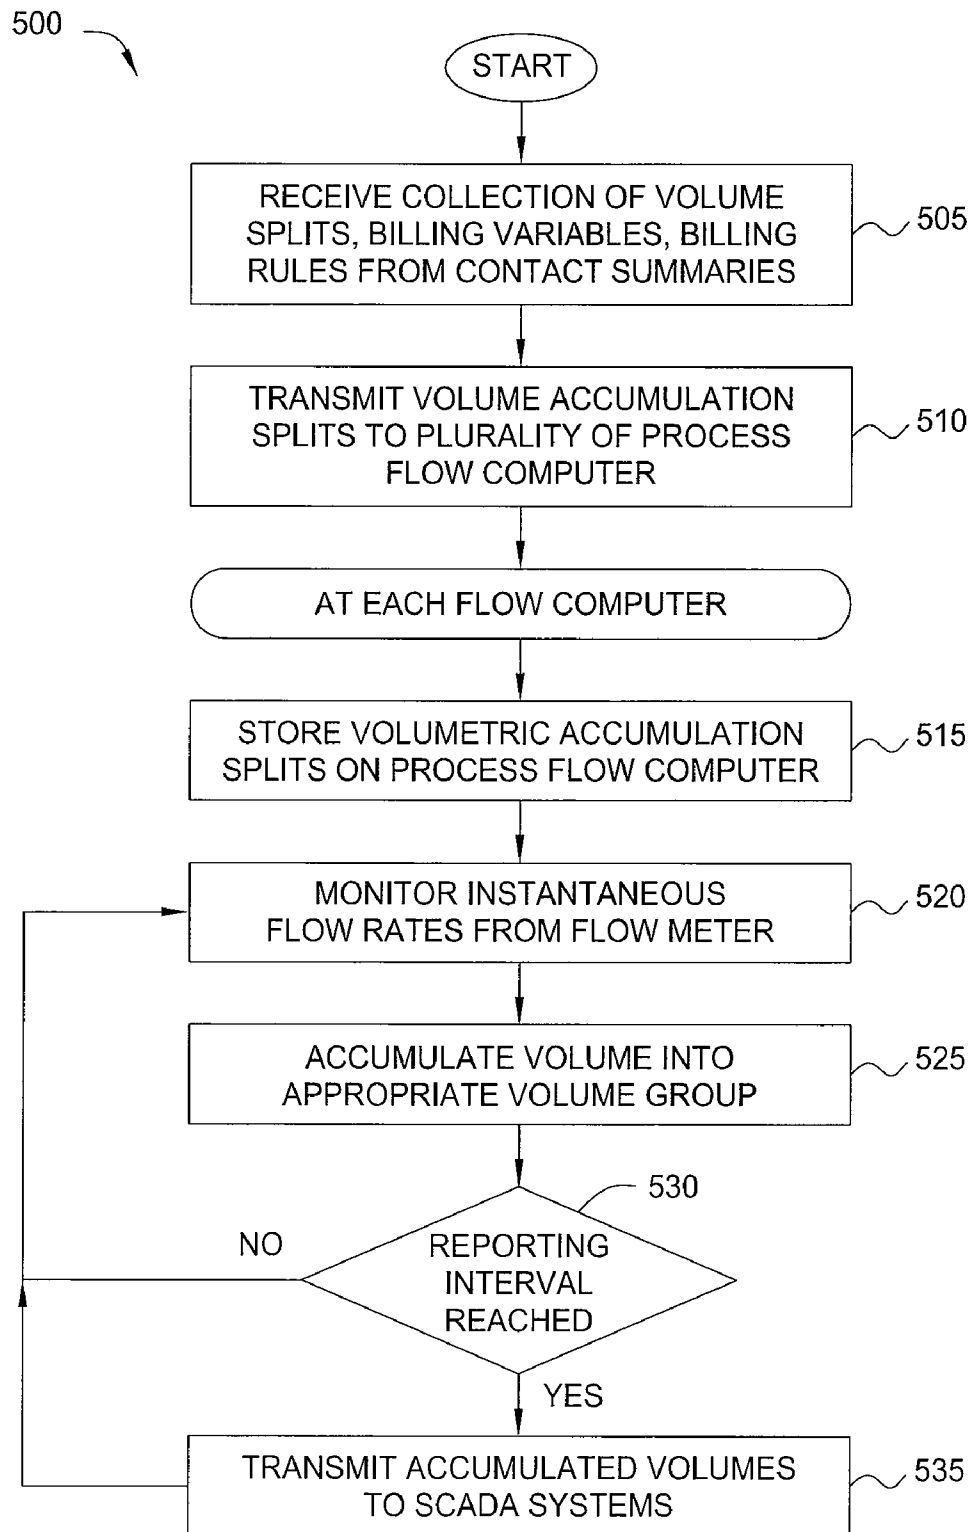 500
START
RECEIVE COLLECTION OF VOLUME
SPLITS, BILLING VARIABLES, BILLING
RULES FROM CONTACT SUMMARIES
505
TRANSMIT VOLUME ACCUMULATION
SPLITS TO PLURALITY OF PROCESS
FLOW COMPUTER
510
AT EACH FLOW COMPUTER
STORE VOLUMETRIC ACCUMULATION
SPLITS ON PROCESS FLOW COMPUTER
515
MONITOR INSTANTANEOUS
FLOW RATES FROM FLOW METER
520
ACCUMULATE VOLUME INTO
APPROPRIATE VOLUME GROUP
525
530
NO
REPORTING
INTERVAL
REACHED
YES
TRANSMIT ACCUMULATED VOLUMES
TO SCADA SYSTEMS
535